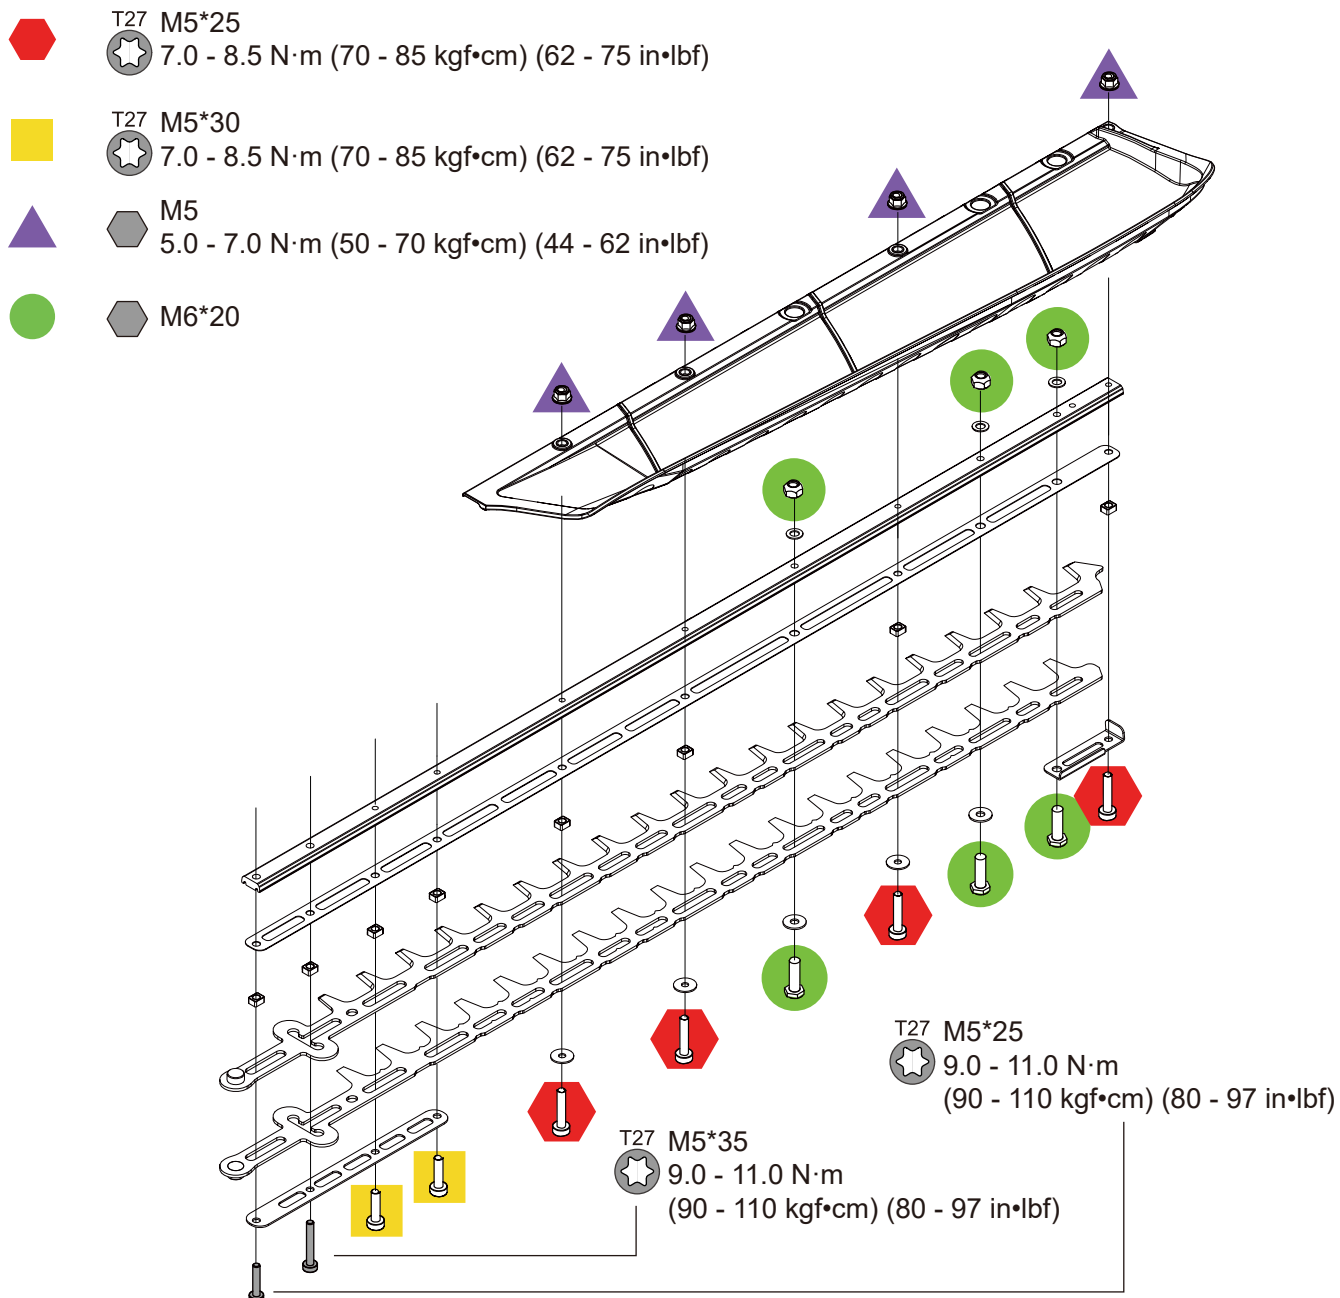 T27 M5*25
7.0 - 8.5 N·m (70 - 85 kgf•cm) (62 - 75 in•lbf)
T27 M5*30
7.0 - 8.5 N·m (70 - 85 kgf•cm) (62 - 75 in•lbf)
M5
5.0 - 7.0 N·m (50 - 70 kgf•cm) (44 - 62 in•lbf)
M6*20
T27 M5*25
9.0 - 11.0 N·m
(90 - 110 kgf•cm) (80 - 97 in•lbf)
T27 M5*35
9.0 - 11.0 N·m
(90 - 110 kgf•cm) (80 - 97 in•lbf)